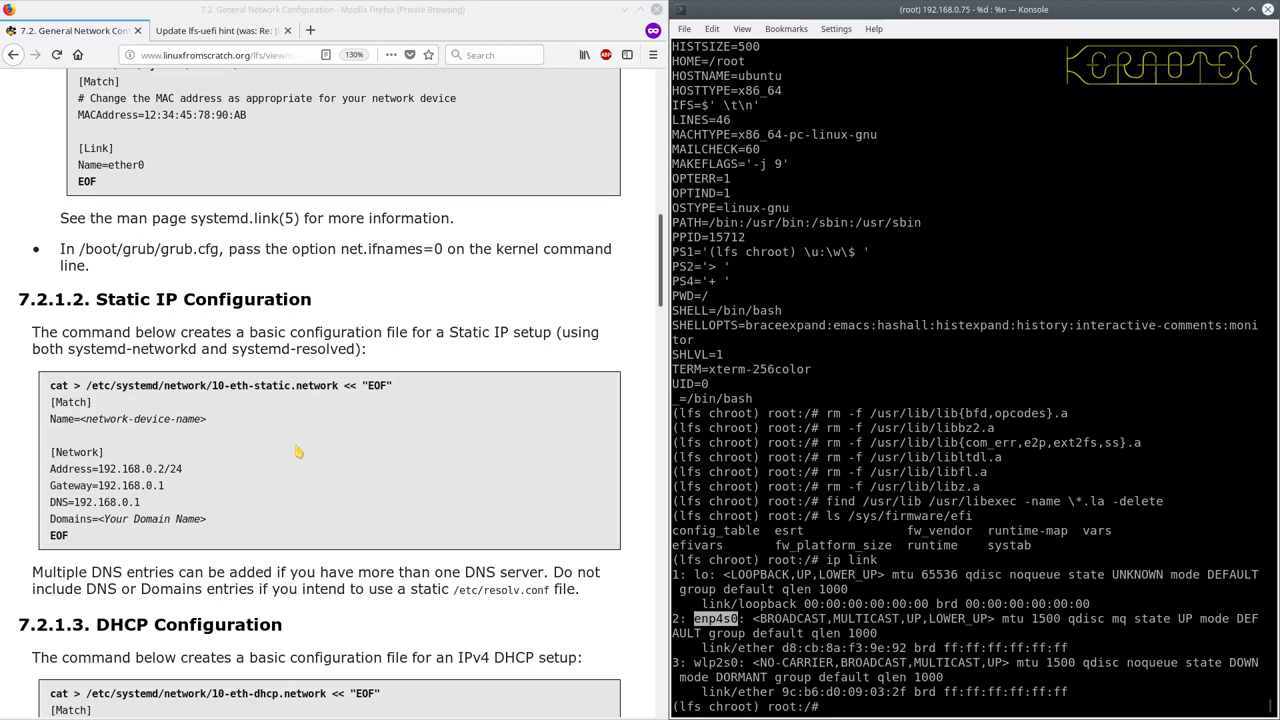 7.2. General Network Configuration - Mozilla Firefox (Private Browsing)
7.2. General Network Con
Update lfs-uefi hint (was: Re: [
www.linuxfromscratch.org/lfs/view/s
130%
Search
[Match]
# Change the MAC address as appropriate for your network device
MACAddress=12:34:45:78:90:AB
[Link]
Name=ether0
EOF
See the man page systemd.link(5) for more information.
• In /boot/grub/grub.cfg, pass the option net.ifnames=0 on the kernel command
line.
7.2.1.2. Static IP Configuration
The command below creates a basic configuration file for a Static IP setup (using
both systemd-networkd and systemd-resolved):
cat > /etc/systemd/network/10-eth-static.network << "EOF"
[Match]
Name=<network-device-name>
[Network]
Address=192.168.0.2/24
Gateway=192.168.0.1
DNS=192.168.0.1
Domains=<Your Domain Name>
EOF
Multiple DNS entries can be added if you have more than one DNS server. Do not
include DNS or Domains entries if you intend to use a static /etc/resolv.conf file.
7.2.1.3. DHCP Configuration
The command below creates a basic configuration file for an IPv4 DHCP setup:
cat > /etc/systemd/network/10-eth-dhcp.network << "EOF"
[Match]
(root) 192.168.0.75 - %d : %n — Konsole
File Edit View Bookmarks Settings Help
KERAOTEX
HISTSIZE=500
HOME=/root
HOSTNAME=ubuntu
HOSTTYPE=x86_64
IFS=$' \t\n'
LINES=46
MACHTYPE=x86_64-pc-linux-gnu
MAILCHECK=60
MAKEFLAGS='-j 9'
OPTERR=1
OPTIND=1
OSTYPE=linux-gnu
PATH=/bin:/usr/bin:/sbin:/usr/sbin
PPID=15712
PS1='(lfs chroot) \u:\w\$ '
PS2='> '
PS4='+ '
PWD=/
SHELL=/bin/bash
SHELLOPTS=braceexpand:emacs:hashall:histexpand:history:interactive-comments:moni
tor
SHLVL=1
TERM=xterm-256color
UID=0
_=/bin/bash
(lfs chroot) root:/# rm -f /usr/lib/lib{bfd,opcodes}.a
(lfs chroot) root:/# rm -f /usr/lib/libbz2.a
(lfs chroot) root:/# rm -f /usr/lib/lib{com_err,e2p,ext2fs,ss}.a
(lfs chroot) root:/# rm -f /usr/lib/libltdl.a
(lfs chroot) root:/# rm -f /usr/lib/libfl.a
(lfs chroot) root:/# rm -f /usr/lib/libz.a
(lfs chroot) root:/# find /usr/lib /usr/libexec -name \*.la -delete
(lfs chroot) root:/# ls /sys/firmware/efi
config_table esrt fw_vendor runtime-map vars
efivars fw_platform_size runtime systab
(lfs chroot) root:/# ip link
1: lo: <LOOPBACK,UP,LOWER_UP> mtu 65536 qdisc noqueue state UNKNOWN mode DEFAULT
group default qlen 1000
link/loopback 00:00:00:00:00:00 brd 00:00:00:00:00:00
2: enp4s0: <BROADCAST,MULTICAST,UP,LOWER_UP> mtu 1500 qdisc mq state UP mode DEF
AULT group default qlen 1000
link/ether d8:cb:8a:f3:9e:92 brd ff:ff:ff:ff:ff:ff
3: wlp2s0: <NO-CARRIER,BROADCAST,MULTICAST,UP> mtu 1500 qdisc noqueue state DOWN
mode DORMANT group default qlen 1000
link/ether 9c:b6:d0:09:03:2f brd ff:ff:ff:ff:ff:ff
(lfs chroot) root:/#